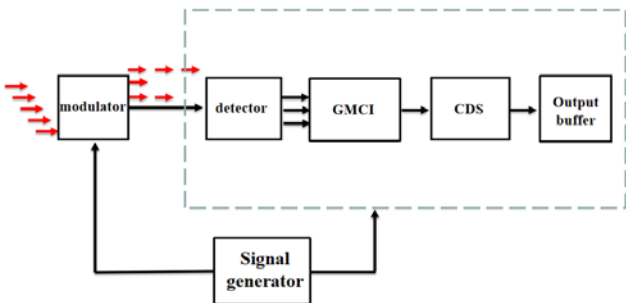 modulator
detector
GMCI
CDS
Output
buffer
Signal
generator